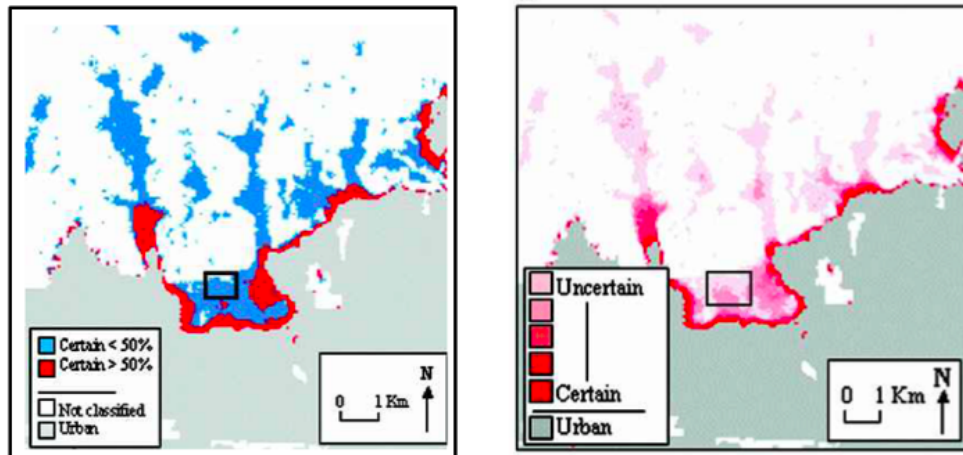 Certain < 50%
Certain > 50%
Not classified
Urban
N
0 1 Km
Uncertain
Certain
Urban
N
0 1 Km